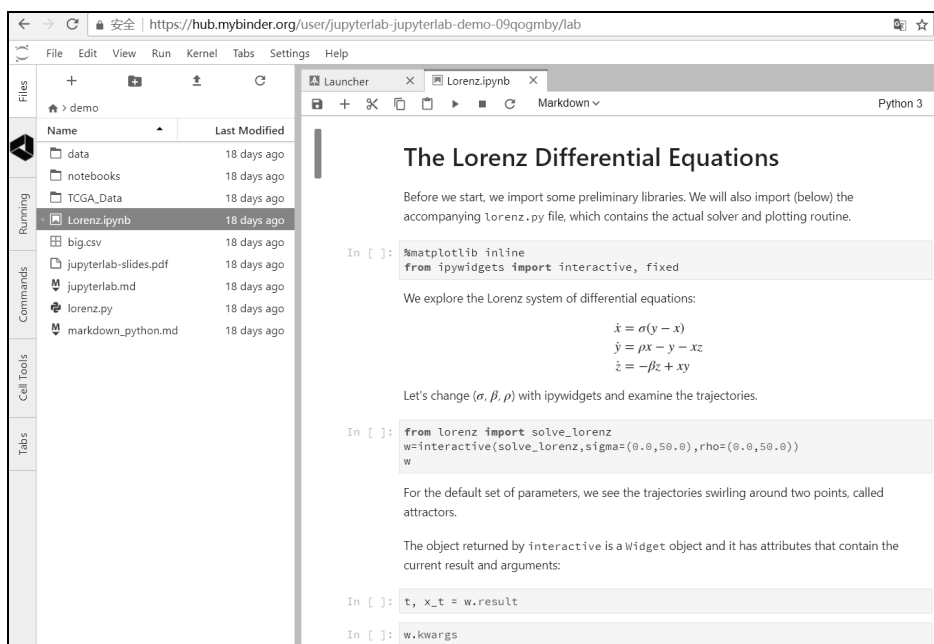 安全 | https://hub.mybinder.org/user/jupyterlab-jupyterlab-demo-09qogmby/lab
File Edit View Run Kernel Tabs Settings Help
Files
Running
Commands
Cell Tools
Tabs
demo
Name Last Modified
data 18 days ago
notebooks 18 days ago
TCGA_Data 18 days ago
Lorenz.ipynb 18 days ago
big.csv 18 days ago
jupyterlab-slides.pdf 18 days ago
jupyterlab.md 18 days ago
lorenz.py 18 days ago
markdown_python.md 18 days ago
Launcher Lorenz.ipynb
Markdown Python 3
The Lorenz Differential Equations
Before we start, we import some preliminary libraries. We will also import (below) the
accompanying lorenz.py file, which contains the actual solver and plotting routine.
In [ ]: %matplotlib inline
from ipywidgets import interactive, fixed
We explore the Lorenz system of differential equations:
ẋ = σ(y − x)
ẏ = ρx − y − xz
ż = −βz + xy
Let's change (σ, β, ρ) with ipywidgets and examine the trajectories.
In [ ]: from lorenz import solve_lorenz
w=interactive(solve_lorenz,sigma=(0.0,50.0),rho=(0.0,50.0))
w
For the default set of parameters, we see the trajectories swirling around two points, called
attractors.
The object returned by interactive is a Widget object and it has attributes that contain the
current result and arguments:
In [ ]: t, x_t = w.result
In [ ]: w.kwargs